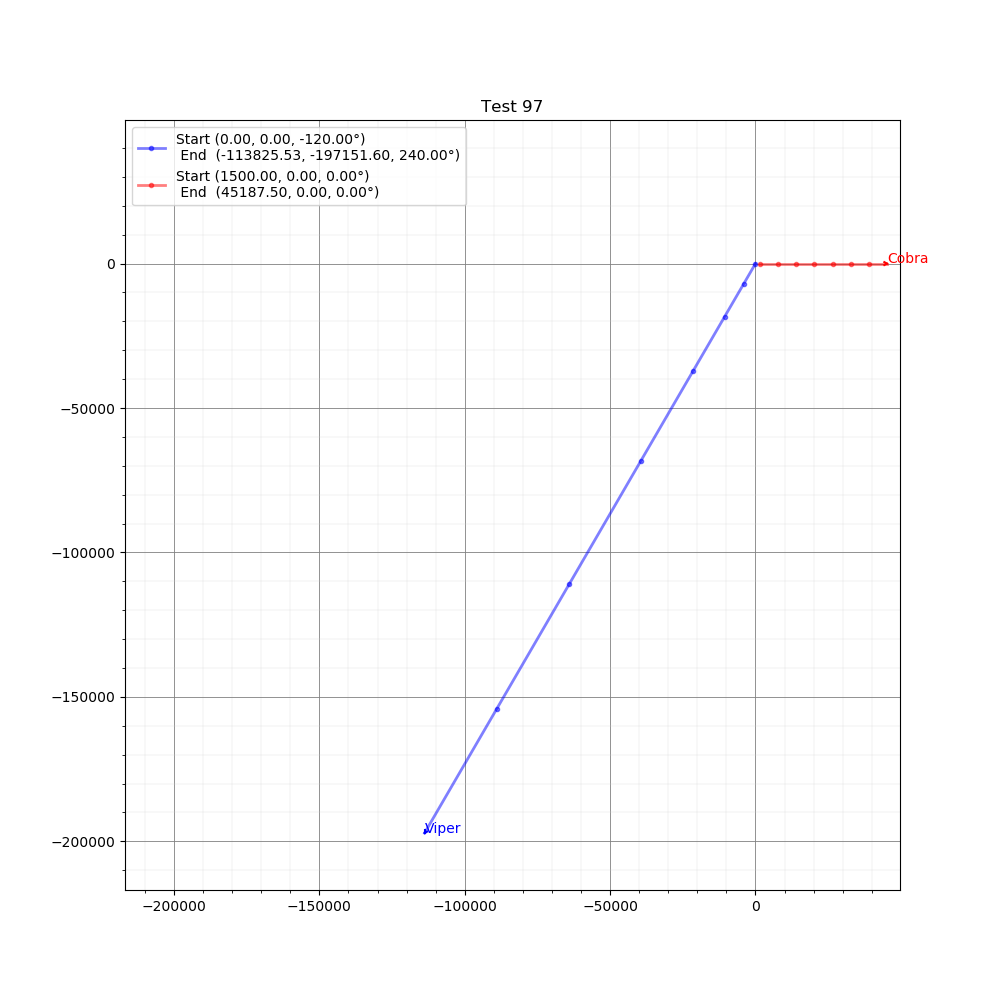 Test 97
Start (0.00, 0.00, -120.00°)
End (-113825.53, -197151.60, 240.00°)
Start (1500.00, 0.00, 0.00°)
End (45187.50, 0.00, 0.00°)
0
Cobra
−50000
−100000
−150000
Viper
−200000
−200000 −150000 −100000 −50000 0